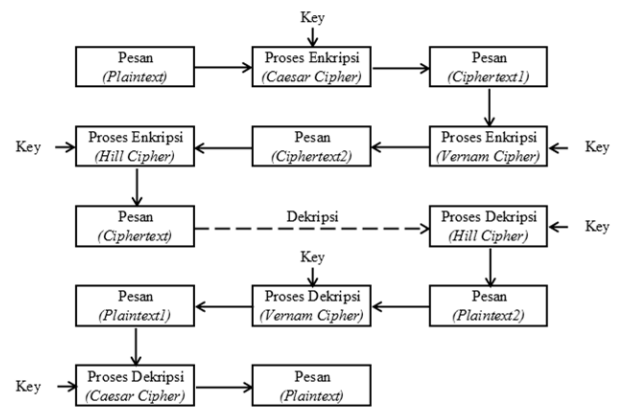 Key
Pesan
(Plaintext)
Proses Enkripsi
(Caesar Cipher)
Pesan
(Ciphertext1)
Key
Proses Enkripsi
(Hill Cipher)
Pesan
(Ciphertext2)
Proses Enkripsi
(Vernam Cipher)
Key
Pesan
(Ciphertext)
Dekripsi
Proses Dekripsi
(Hill Cipher)
Key
Key
Pesan
(Plaintext1)
Proses Dekripsi
(Vernam Cipher)
Pesan
(Plaintext2)
Key
Proses Dekripsi
(Caesar Cipher)
Pesan
(Plaintext)